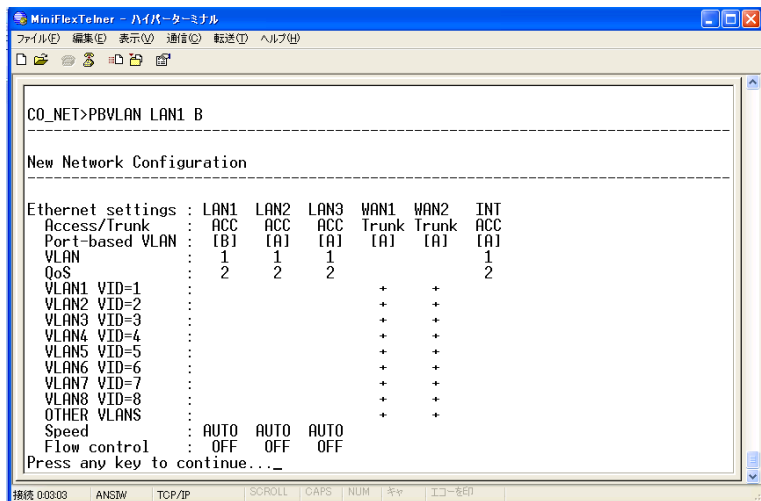 MiniFlexTelner - ハイパーターミナル
ファイル(F) 編集(E) 表示(V) 通信(C) 転送(T) ヘルプ(H)
CO_NET>PBVLAN LAN1 B
--------------------------------------------------------------------------------
New Network Configuration
--------------------------------------------------------------------------------
Ethernet settings : LAN1 LAN2 LAN3 WAN1 WAN2 INT
Access/Trunk : ACC ACC ACC Trunk Trunk ACC
Port-based VLAN : [B] [A] [A] [A] [A] [A]
VLAN : 1 1 1 1
QoS : 2 2 2 2
VLAN1 VID=1 : + +
VLAN2 VID=2 : + +
VLAN3 VID=3 : + +
VLAN4 VID=4 : + +
VLAN5 VID=5 : + +
VLAN6 VID=6 : + +
VLAN7 VID=7 : + +
VLAN8 VID=8 : + +
OTHER VLANS : + +
Speed : AUTO AUTO AUTO
Flow control : OFF OFF OFF
Press any key to continue..._
接続 0:03:03 ANSIW TCP/IP SCROLL CAPS NUM キャ エコーを印